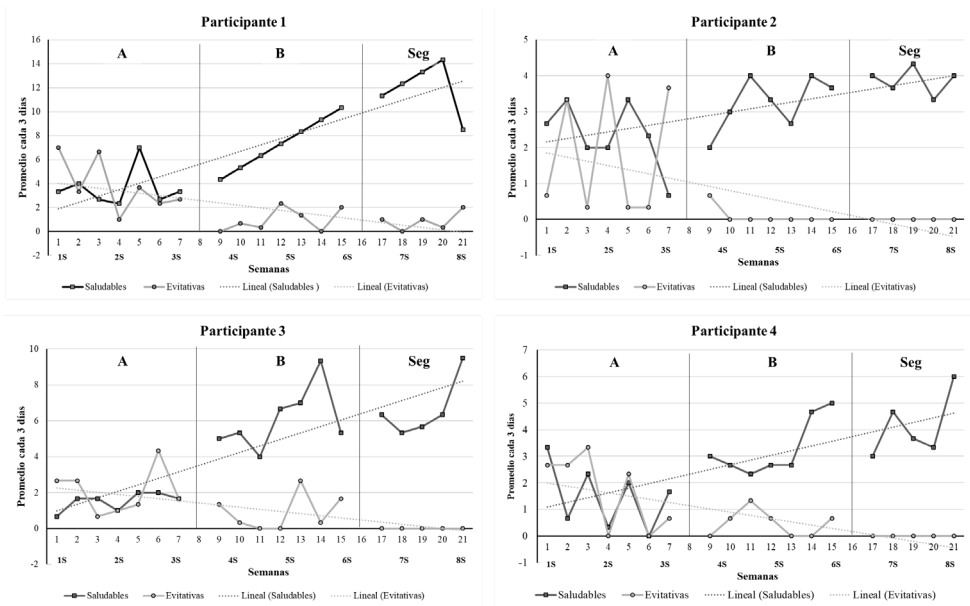 Participante 1
A B Seg
Promedio cada 3 días
16
14
12
10
8
6
4
2
0
-2
1 2 3 4 5 6 7 8 9 10 11 12 13 14 15 16 17 18 19 20 21
1S 2S 3S 4S 5S 6S 7S 8S
Semanas
Saludables Evitativas Lineal (Saludables ) Lineal (Evitativas)
Participante 2
A B Seg
Promedio cada 3 días
5
4
3
2
1
0
-1
1 2 3 4 5 6 7 8 9 10 11 12 13 14 15 16 17 18 19 20 21
1S 2S 3S 4S 5S 6S 7S 8S
Semanas
Saludables Evitativas Lineal (Saludables) Lineal (Evitativas)
Participante 3
A B Seg
Promedio cada 3 días
10
8
6
4
2
0
-2
1 2 3 4 5 6 7 8 9 10 11 12 13 14 15 16 17 18 19 20 21
1S 2S 3S 4S 5S 6S 7S 8S
Semanas
Saludables Evitativas Lineal (Saludables) Lineal (Evitativas)
Participante 4
A B Seg
Promedio cada 3 días
7
6
5
4
3
2
1
0
-1
1 2 3 4 5 6 7 8 9 10 11 12 13 14 15 16 17 18 19 20 21
1S 2S 3S 4S 5S 6S 7S 8S
Semanas
Saludables Evitativas Lineal (Saludables) Lineal (Evitativas)